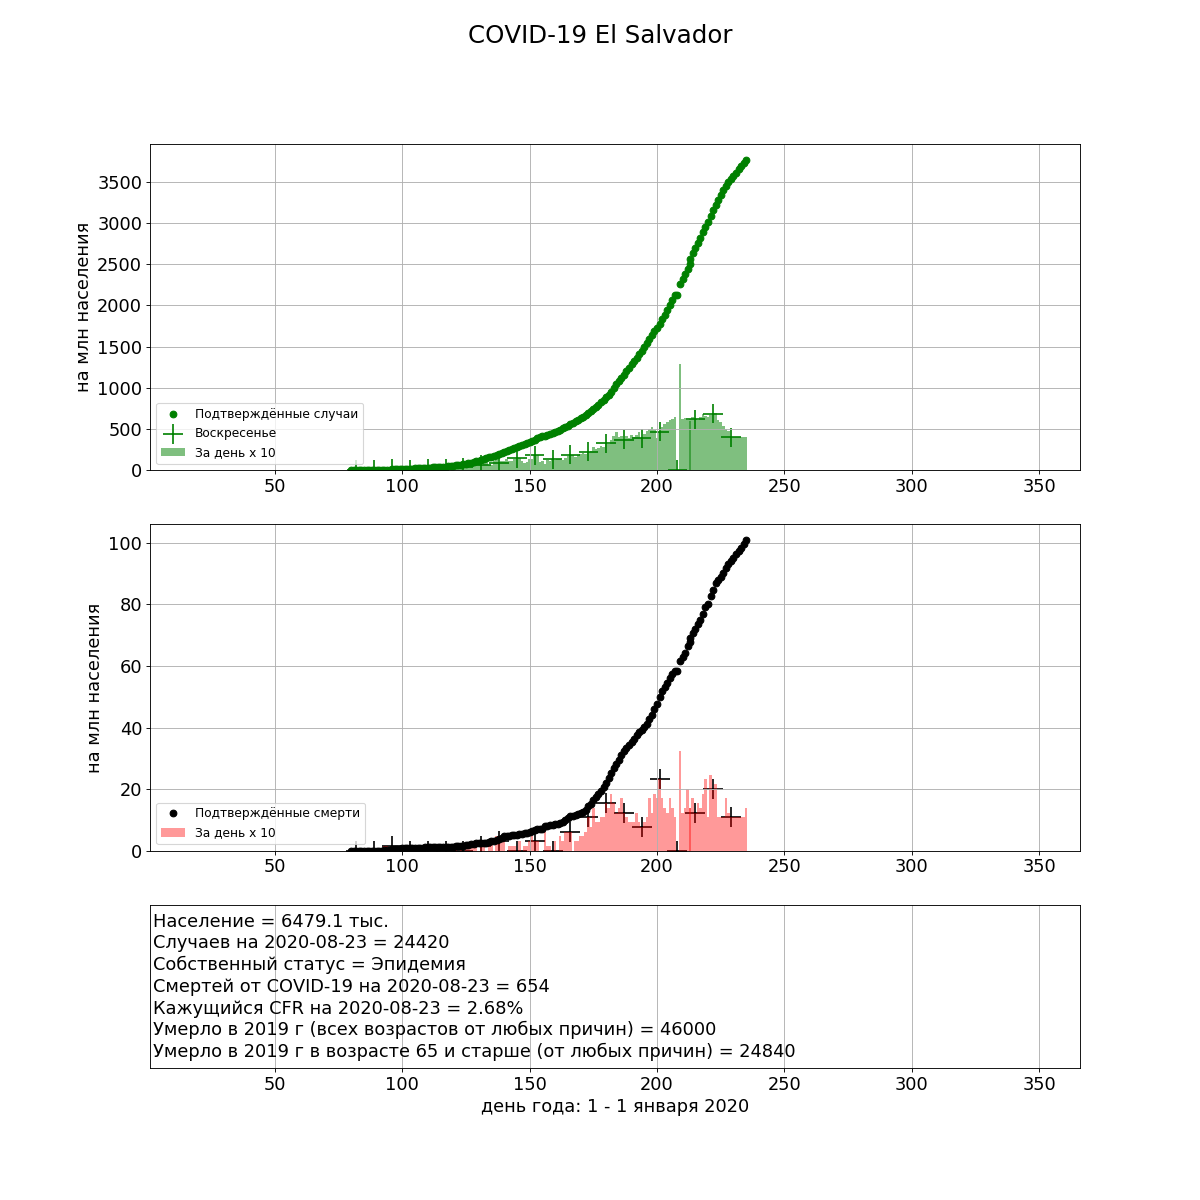 COVID-19 El Salvador
на млн населения
3500
3000
2500
2000
1500
1000
500
0
Подтверждённые случаи
Воскресенье
За день x 10
50 100 150 200 250 300 350
на млн населения
100
80
60
40
20
0
Подтверждённые смерти
За день x 10
50 100 150 200 250 300 350
Население = 6479.1 тыс.
Случаев на 2020-08-23 = 24420
Собственный статус = Эпидемия
Смертей от COVID-19 на 2020-08-23 = 654
Кажущийся CFR на 2020-08-23 = 2.68%
Умерло в 2019 г (всех возрастов от любых причин) = 46000
Умерло в 2019 г в возрасте 65 и старше (от любых причин) = 24840
50 100 150 200 250 300 350
день года: 1 - 1 января 2020